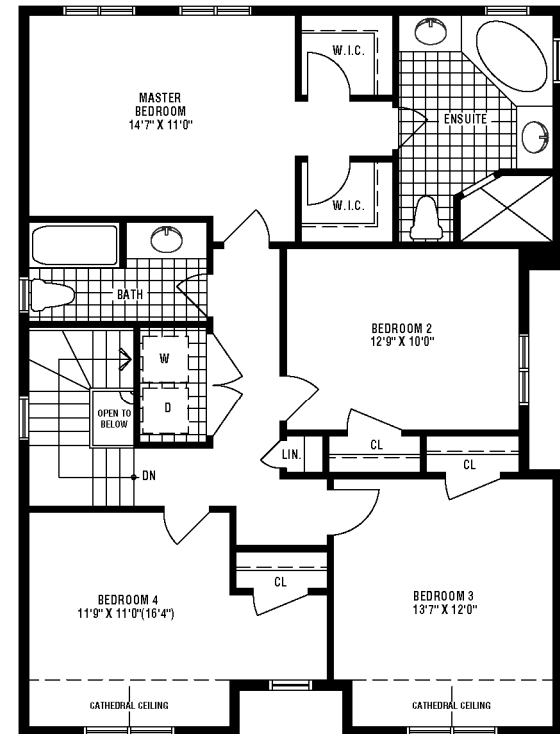 W.I.C.
MASTER
BEDROOM
14'7" X 11'0"
ENSUITE
W.I.C.
BATH
BEDROOM 2
12'9" X 10'0"
W
D
OPEN TO
BELOW
CL
LIN.
CL
DN
CL
BEDROOM 4
11'9" X 11'0"(16'4")
BEDROOM 3
13'7" X 12'0"
CATHEDRAL CEILING
CATHEDRAL CEILING